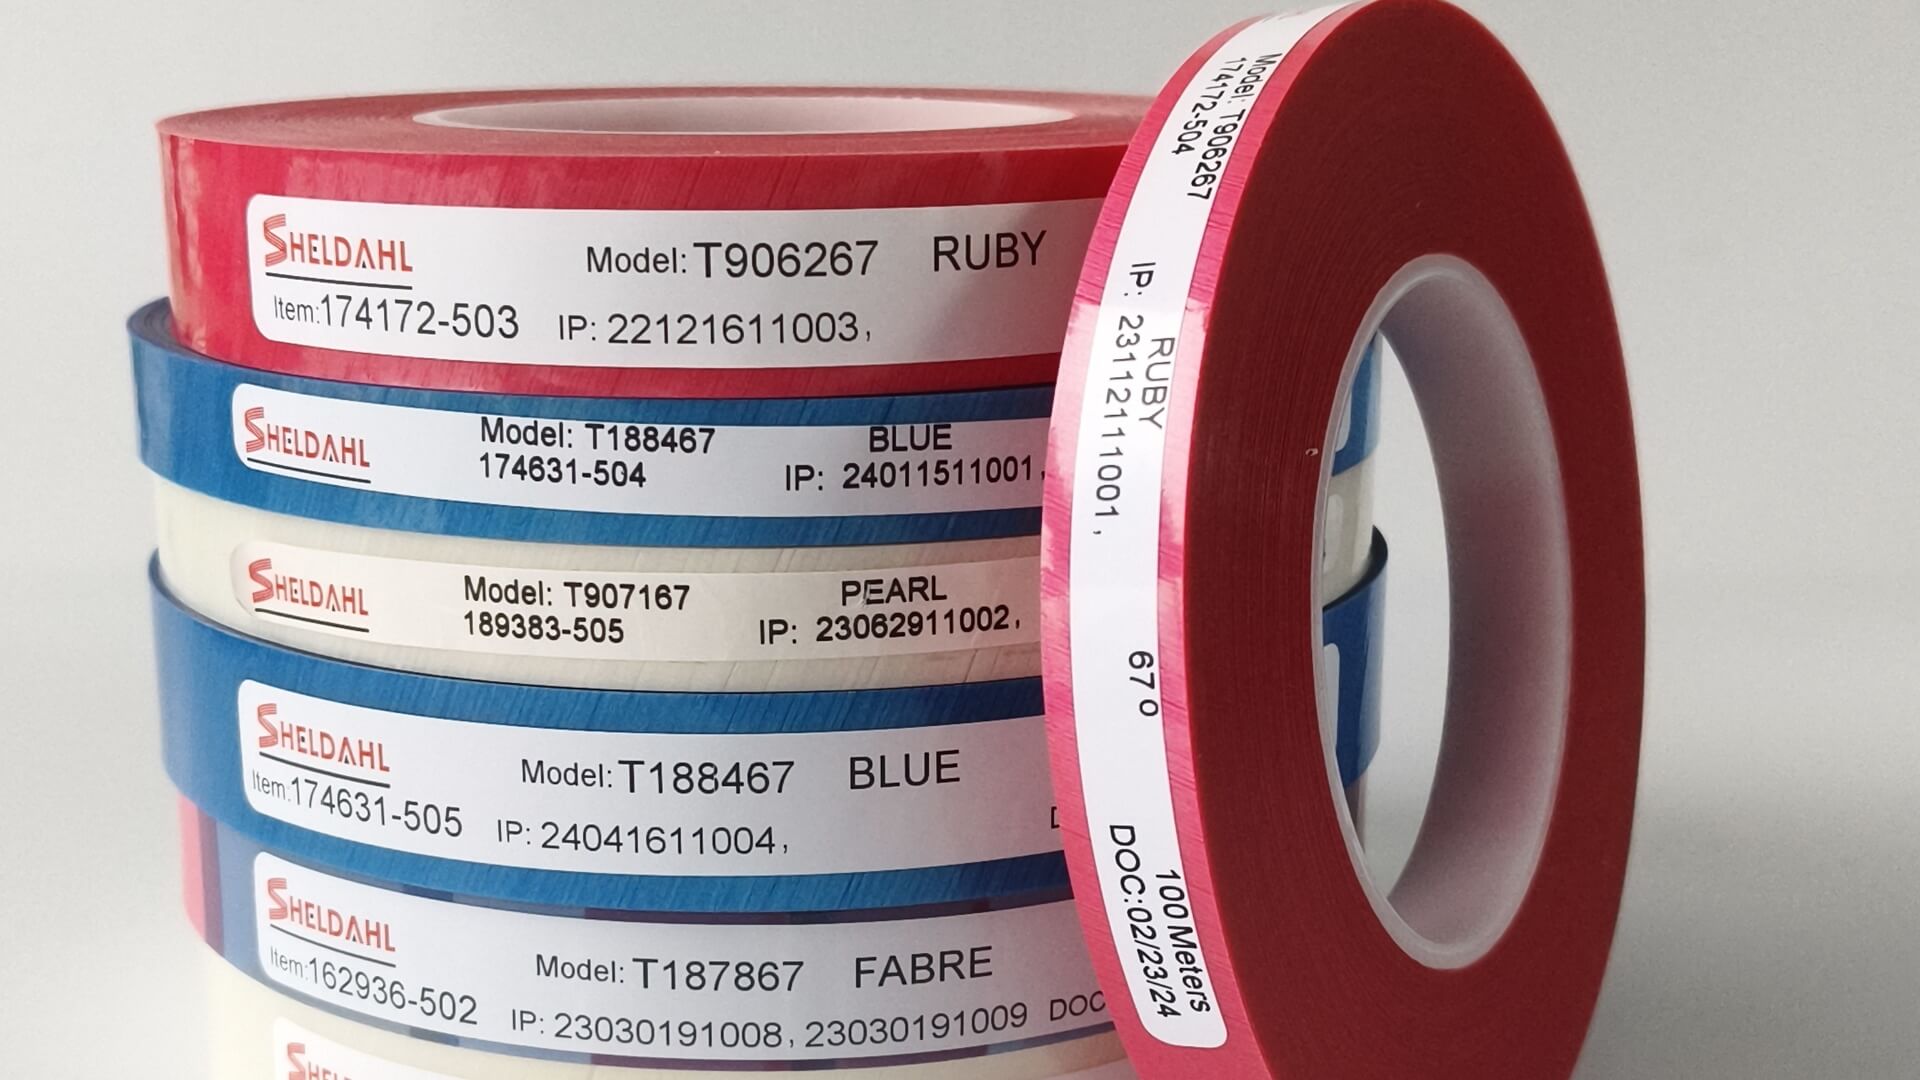 SHELDAHL
Model: T906267 RUBY
Item:174172-503 IP: 22121611003,
SHELDAHL
Model: T188467 BLUE
174631-504 IP: 24011511001,
SHELDAHL
Model: T907167 PEARL
189383-505 IP: 23062911002,
SHELDAHL
Model: T188467 BLUE
Item:174631-505 IP: 24041611004,
SHELDAHL
Model: T187867 FABRE
Item:162936-502 IP: 23030191008, 23030191009 DOC
Model: T906267 RUBY 100 Meters
174172-504 IP: 23112111001, 67° DOC:02/23/24